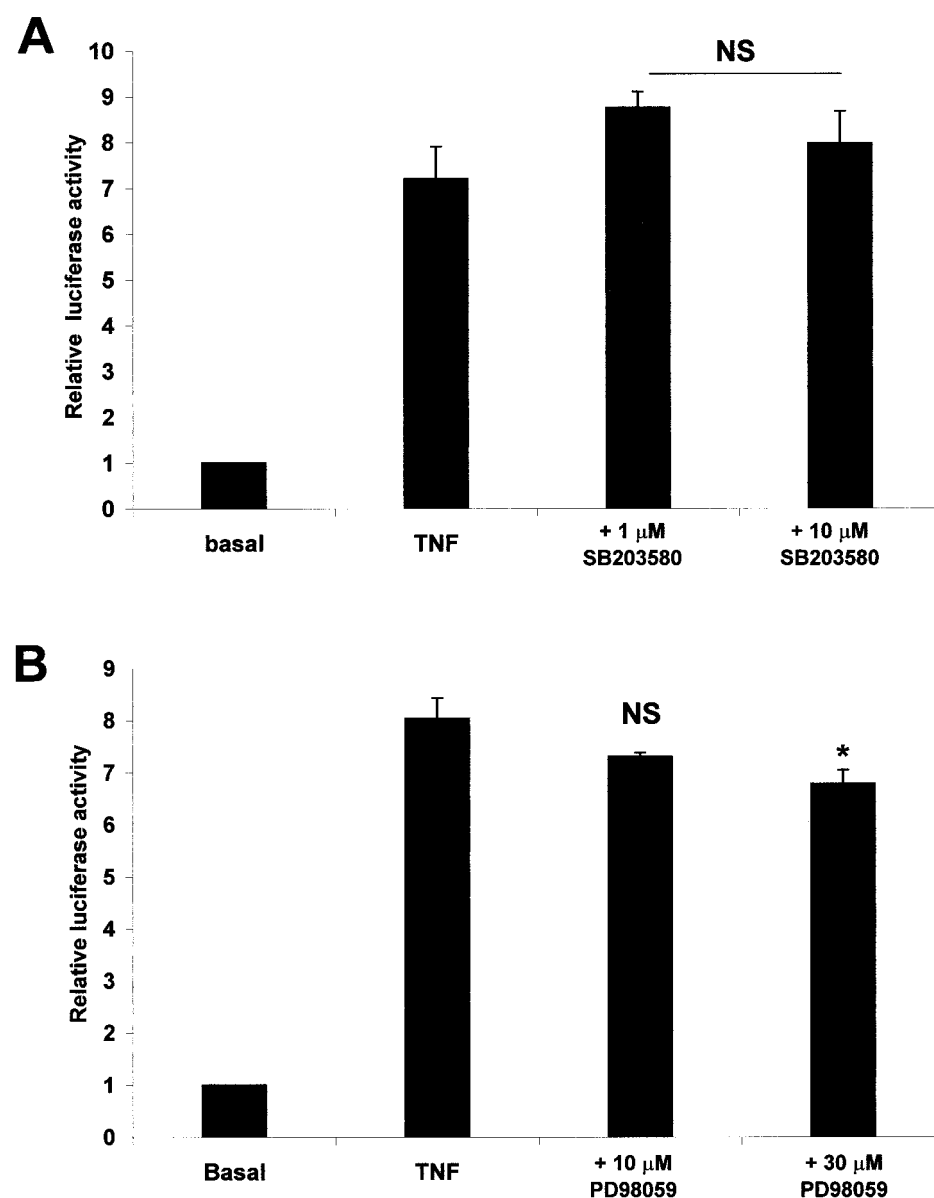 A
NS
10
9
8
7
6
5
4
3
2
1
0
Relative luciferase activity
basal
TNF
+ 1 μM
SB203580
+ 10 μM
SB203580
B
NS
*
9
8
7
6
5
4
3
2
1
0
Relative luciferase activity
Basal
TNF
+ 10 μM
PD98059
+ 30 μM
PD98059